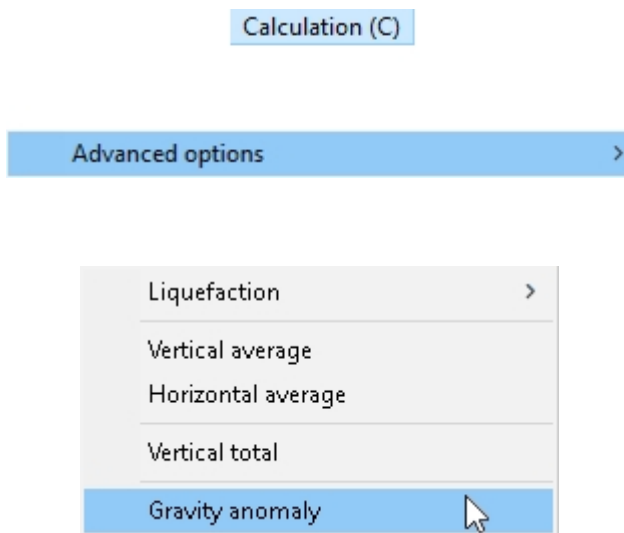 Calculation (C)
Advanced options
Liquefaction
Vertical average
Horizontal average
Vertical total
Gravity anomaly